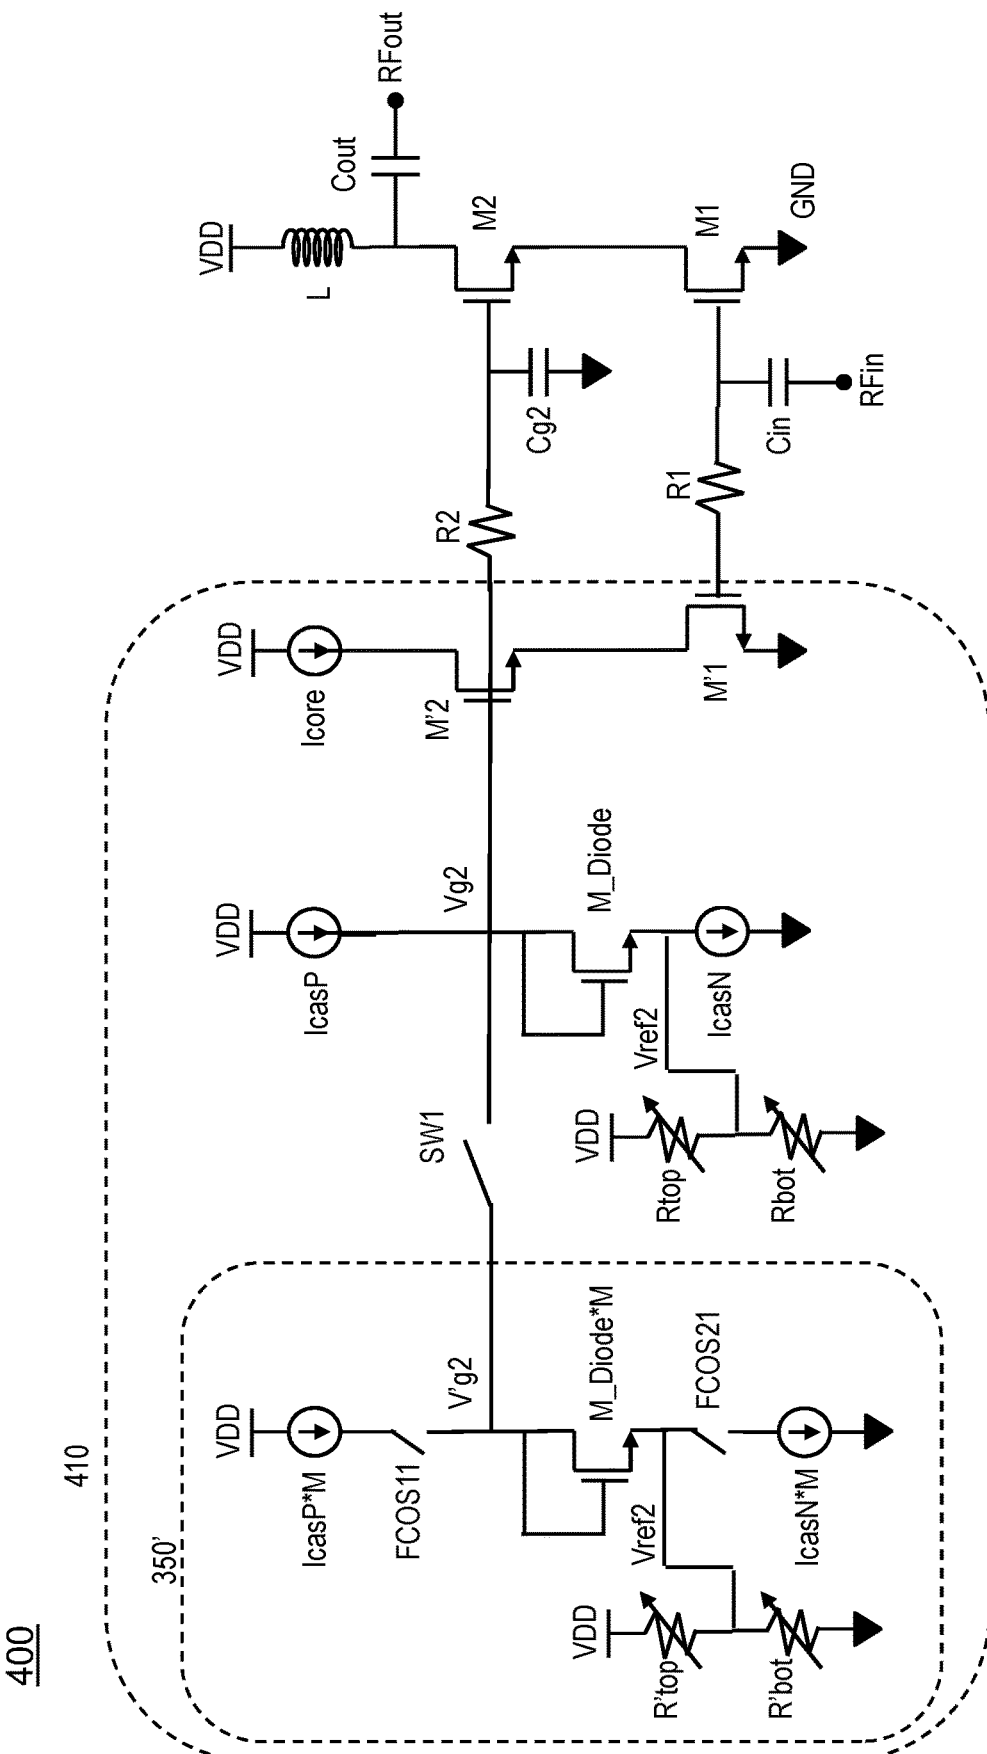 400
410
350'
VDD
IcasP*M
FCOS11
V'g2
M_Diode*M
FCOS21
IcasN*M
Vref2
VDD
R'top
R'bot
SW1
VDD
IcasP
Vg2
M_Diode
IcasN
Vref2
VDD
Rtop
Rbot
VDD
Icore
M'2
M'1
R2
R1
Cg2
Cin
RFin
VDD
L
Cout
RFout
M2
M1
GND